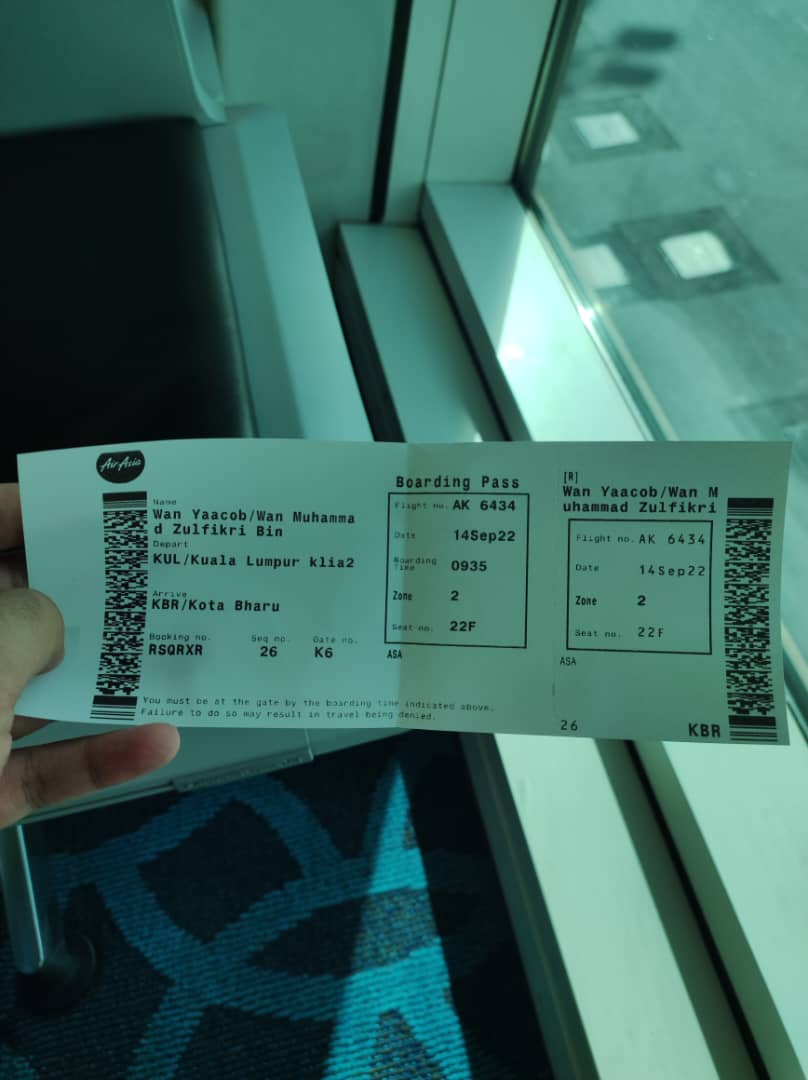 AirAsia
Name
Wan Yaacob/Wan Muhamma
d Zulfikri Bin
Depart
KUL/Kuala Lumpur klia2
Arrive
KBR/Kota Bharu
Booking no. Seq no. Gate no.
RSQRXR 26 K6
You must be at the gate by the boarding time indicated above.
Failure to do so may result in travel being denied.
Boarding Pass
Flight no. AK 6434
Date 14Sep22
Boarding
Time 0935
Zone 2
Seat no. 22F
ASA
[R]
Wan Yaacob/Wan M
uhammad Zulfikri
Flight no. AK 6434
Date 14Sep22
Zone 2
Seat no. 22F
ASA
26 KBR